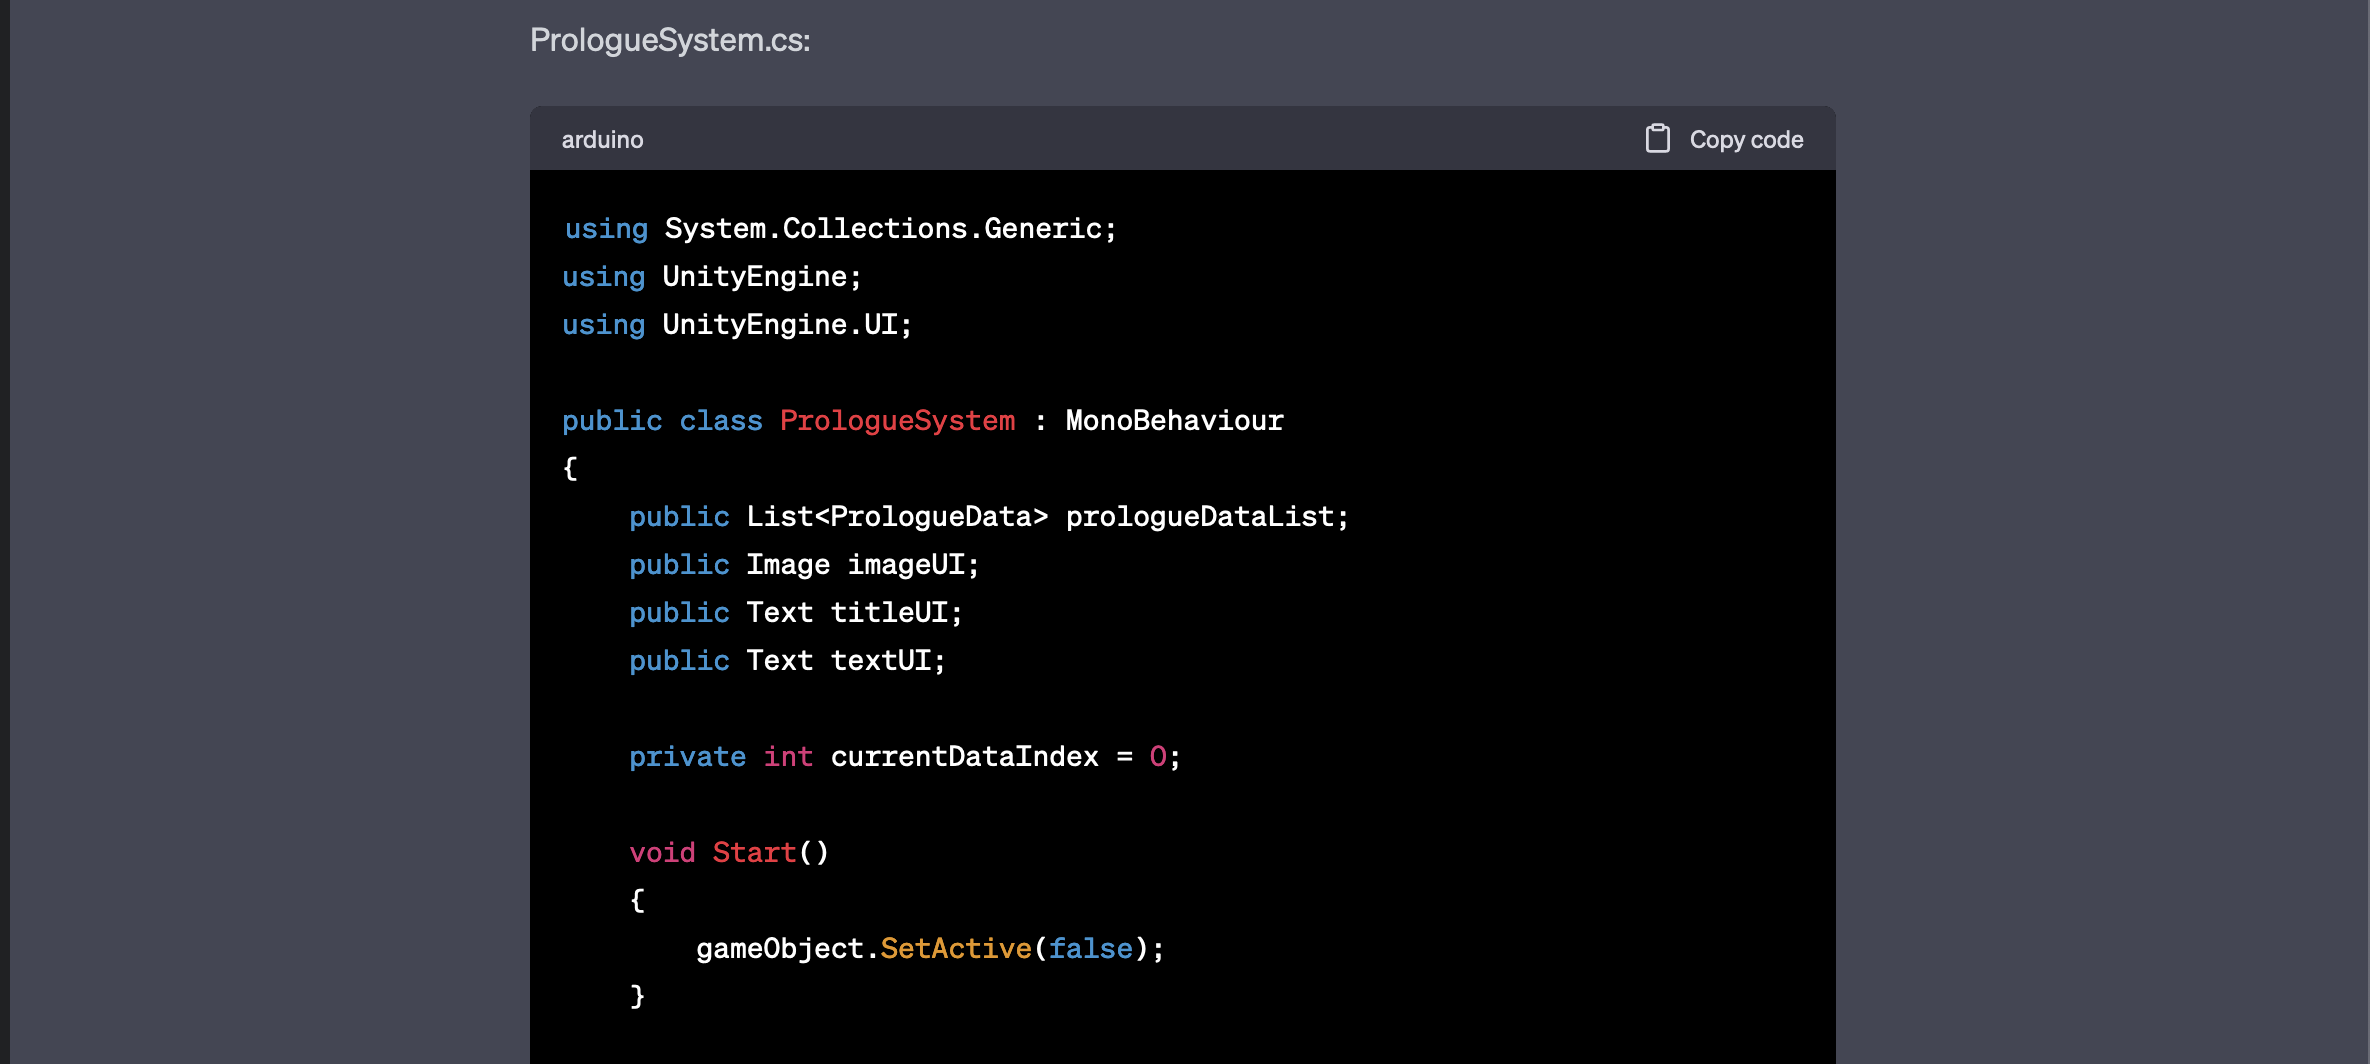 PrologueSystem.cs:
arduino
Copy code
using System.Collections.Generic;
using UnityEngine;
using UnityEngine.UI;
public class PrologueSystem : MonoBehaviour
{
    public List<PrologueData> prologueDataList;
    public Image imageUI;
    public Text titleUI;
    public Text textUI;
    private int currentDataIndex = 0;
    void Start()
    {
        gameObject.SetActive(false);
    }